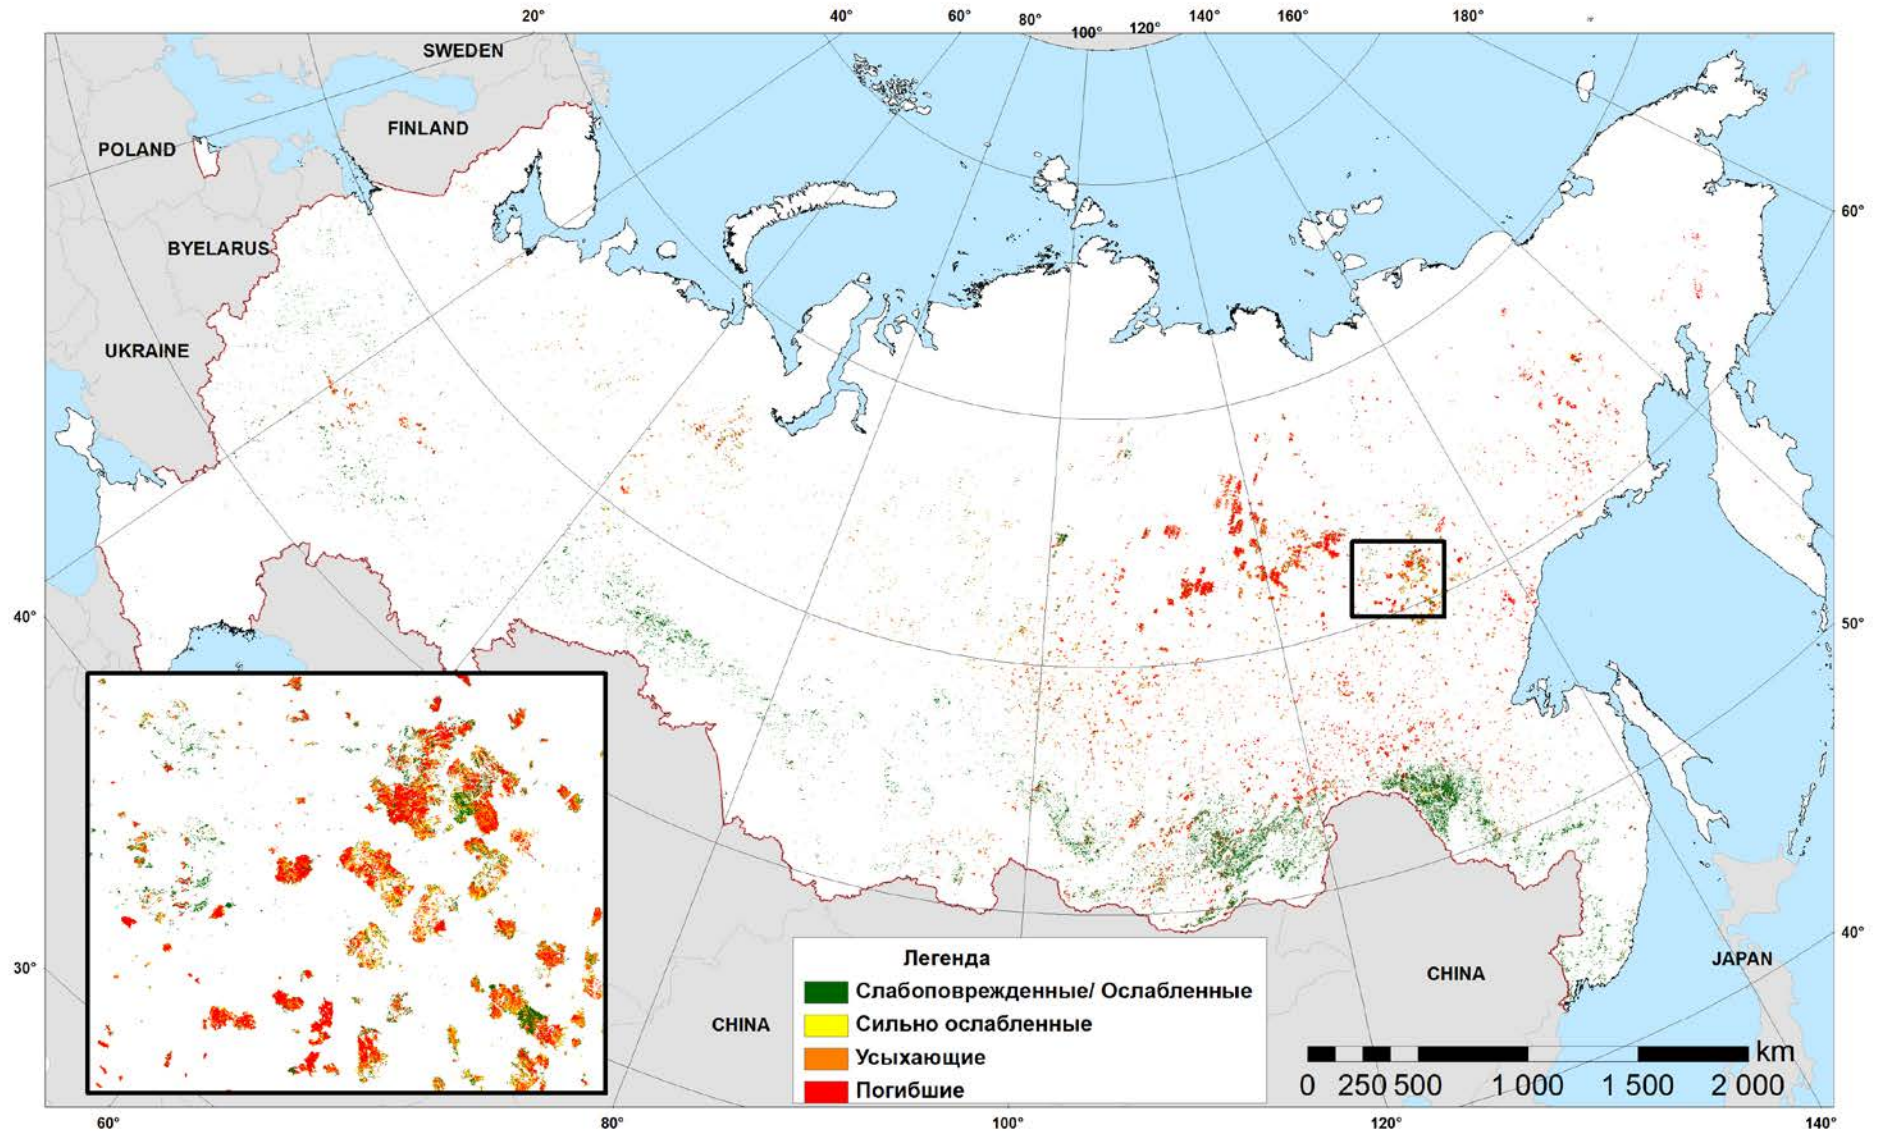 20° 40° 60° 80° 100° 120° 140° 160° 180°
SWEDEN
FINLAND
POLAND
60°
BYELARUS
UKRAINE
40°
50°
40°
JAPAN
30°
CHINA
CHINA
Легенда
Слабоповрежденные/ Ослабленные
Сильно ослабленные
Усыхающие
Погибшие
km
0 250 500 1 000 1 500 2 000
60° 80° 100° 120° 140°